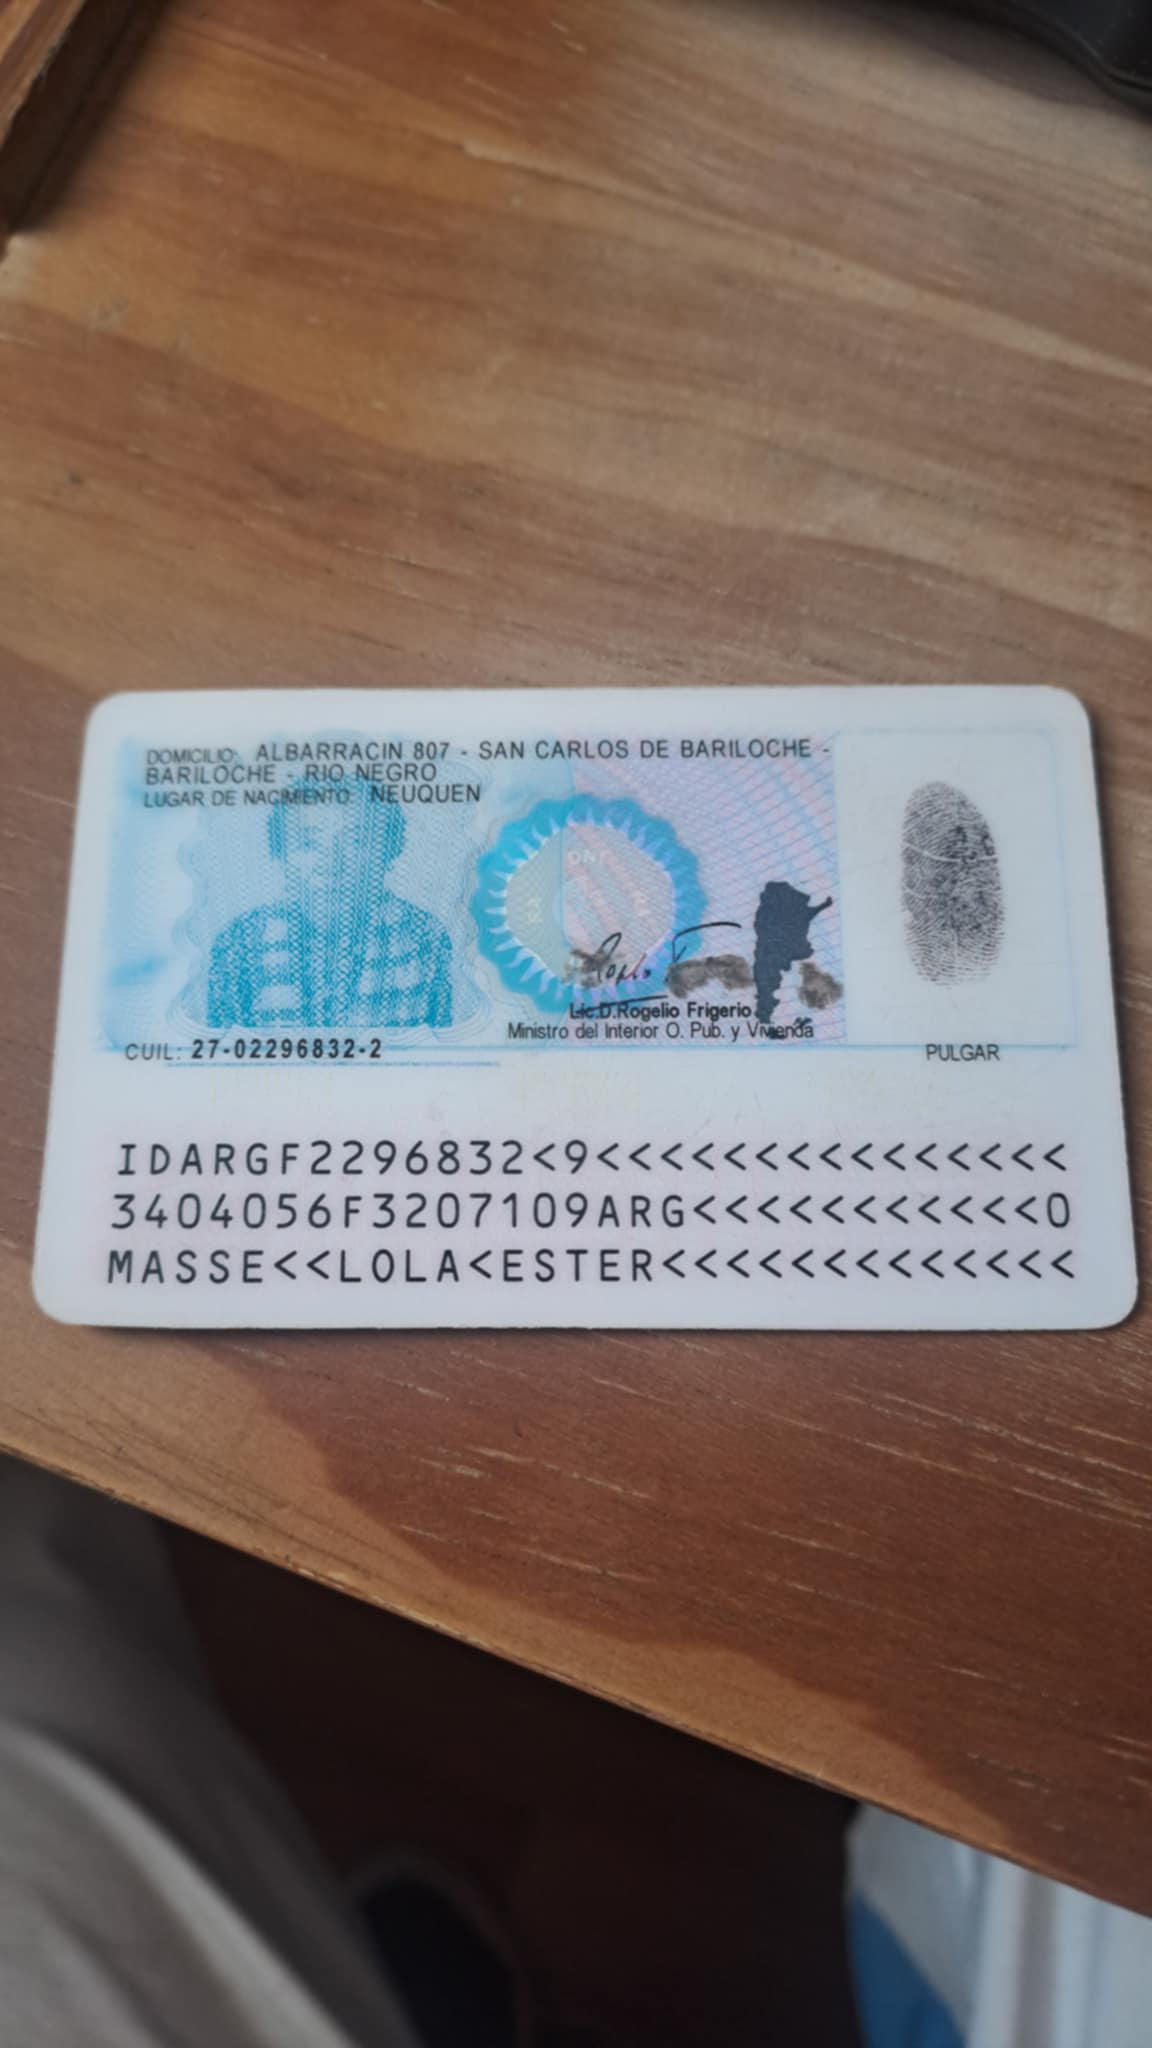 DOMICILIO: ALBARRACIN 807 - SAN CARLOS DE BARILOCHE -
BARILOCHE - RIO NEGRO
LUGAR DE NACIMIENTO: NEUQUEN
DNI
Lic.D.Rogelio Frigerio
Ministro del Interior O. Pub. y Vivienda
CUIL: 27-02296832-2
PULGAR
IDARGF2296832<9<<<<<<<<<<<<<<<
3404056F3207109ARG<<<<<<<<<<<0
MASSE<<LOLA<ESTER<<<<<<<<<<<<<